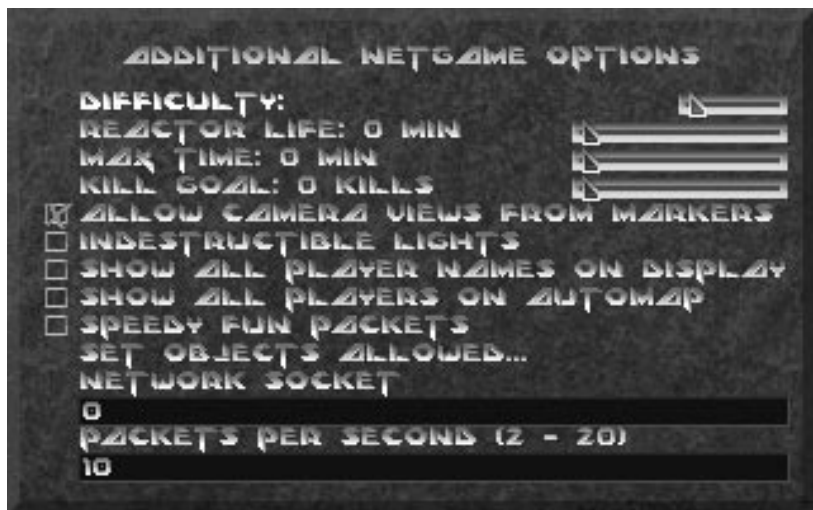 ADDITIONAL NETGAME OPTIONS
DIFFICULTY:
REACTOR LIFE: 0 MIN
MAX TIME: 0 MIN
KILL GOAL: 0 KILLS
ALLOW CAMERA VIEWS FROM MARKERS
INDESTRUCTIBLE LIGHTS
SHOW ALL PLAYER NAMES ON DISPLAY
SHOW ALL PLAYERS ON AUTOMAP
SPEEDY FUN PACKETS
SET OBJECTS ALLOWED...
NETWORK SOCKET
0
PACKETS PER SECOND (2 - 20)
10